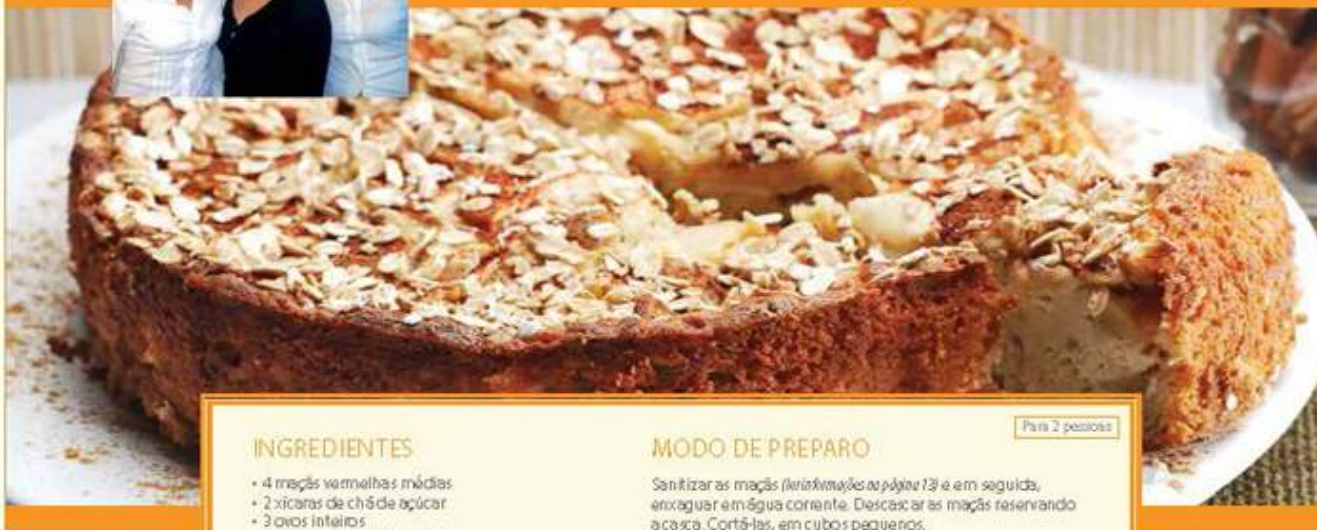 Para 2 pessoas
INGREDIENTES
• 4 maçãs vermelhas médias
• 2 xícaras de chá de açúcar
• 3 ovos inteiros
MODO DE PREPARO
Sanitizar as maçãs (ler informações na página 13) e em seguida,
enxaguar em água corrente. Descascar as maçãs reservando
a casca. Cortá-las, em cubos pequenos.